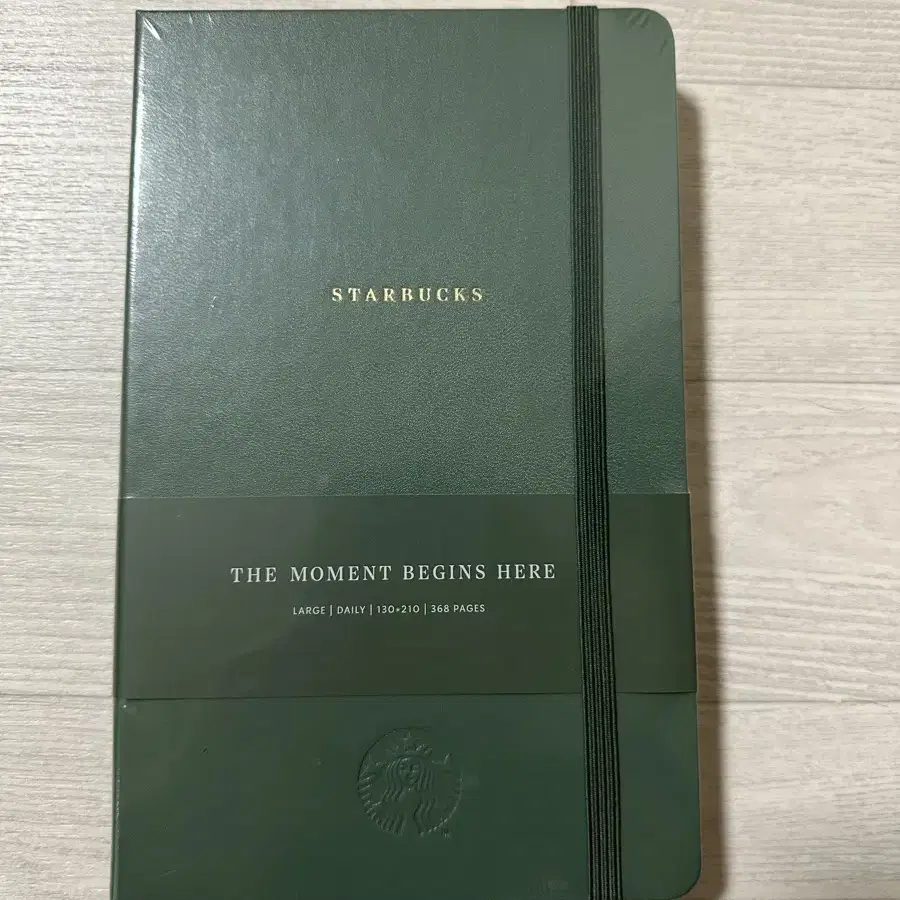 STARBUCKS
THE MOMENT BEGINS HERE
LARGE | DAILY | 130×210 | 368 PAGES